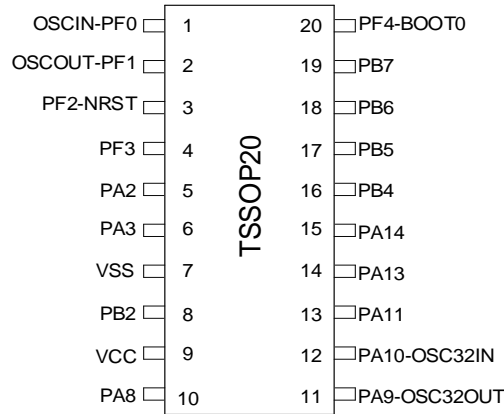 OSCIN-PF0 1 20 PF4-BOOT0
OSCOUT-PF1 2 19 PB7
PF2-NRST 3 18 PB6
PF3 4 17 PB5
PA2 5 16 PB4
PA3 6 15 PA14
VSS 7 14 PA13
PB2 8 13 PA11
VCC 9 12 PA10-OSC32IN
PA8 10 11 PA9-OSC32OUT
TSSOP20